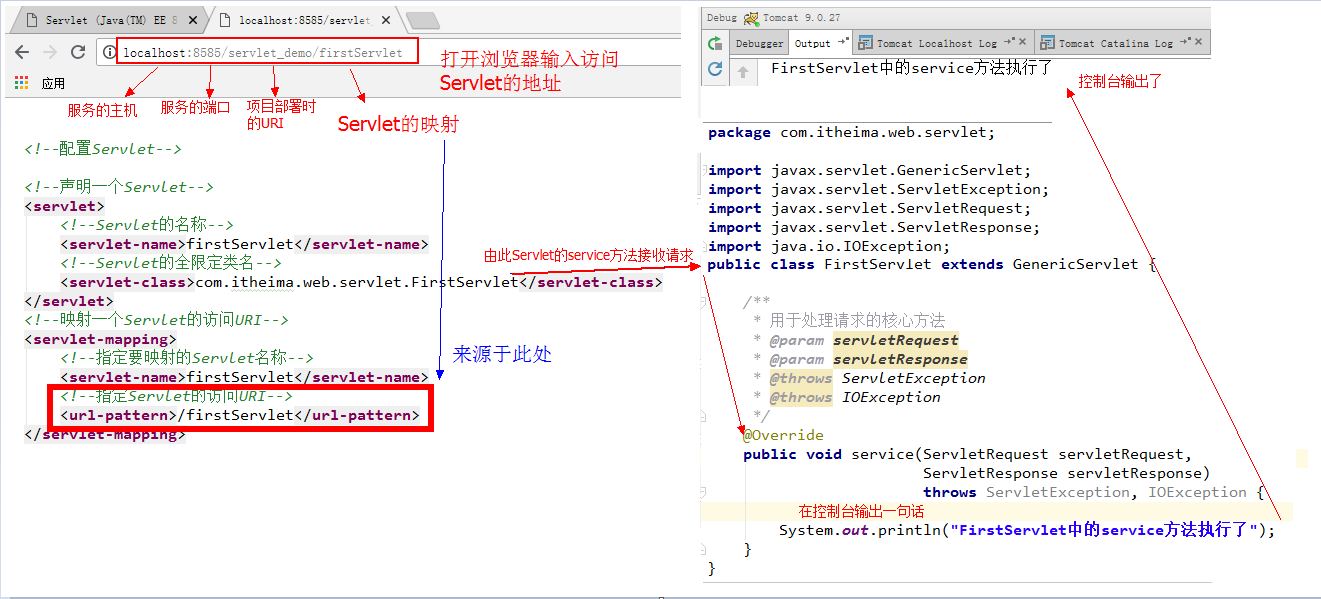 Servlet (Java(TM) EE 8
localhost:8585/servlet
localhost:8585/servlet_demo/firstServlet
应用
打开浏览器输入访问
Servlet的地址
服务的主机
服务的端口
项目部署时
的URI
Servlet的映射
<!--配置Servlet-->
<!--声明一个Servlet-->
<servlet>
<!--Servlet的名称-->
<servlet-name>firstServlet</servlet-name>
<!--Servlet的全限定类名-->
<servlet-class>com.itheima.web.servlet.FirstServlet</servlet-class>
</servlet>
<!--映射一个Servlet的访问URI-->
<servlet-mapping>
<!--指定要映射的Servlet名称-->
<servlet-name>firstServlet</servlet-name>
<!--指定Servlet的访问URI-->
<url-pattern>/firstServlet</url-pattern>
</servlet-mapping>
来源于此处
由此Servlet的service方法接收请求
Debug Tomcat 9.0.27
Debugger Output Tomcat Localhost Log Tomcat Catalina Log
FirstServlet中的service方法执行了
控制台输出了
package com.itheima.web.servlet;
import javax.servlet.GenericServlet;
import javax.servlet.ServletException;
import javax.servlet.ServletRequest;
import javax.servlet.ServletResponse;
import java.io.IOException;
public class FirstServlet extends GenericServlet {
/**
* 用于处理请求的核心方法
* @param servletRequest
* @param servletResponse
* @throws ServletException
* @throws IOException
*/
@Override
public void service(ServletRequest servletRequest,
ServletResponse servletResponse)
throws ServletException, IOException {
在控制台输出一句话
System.out.println("FirstServlet中的service方法执行了");
}
}